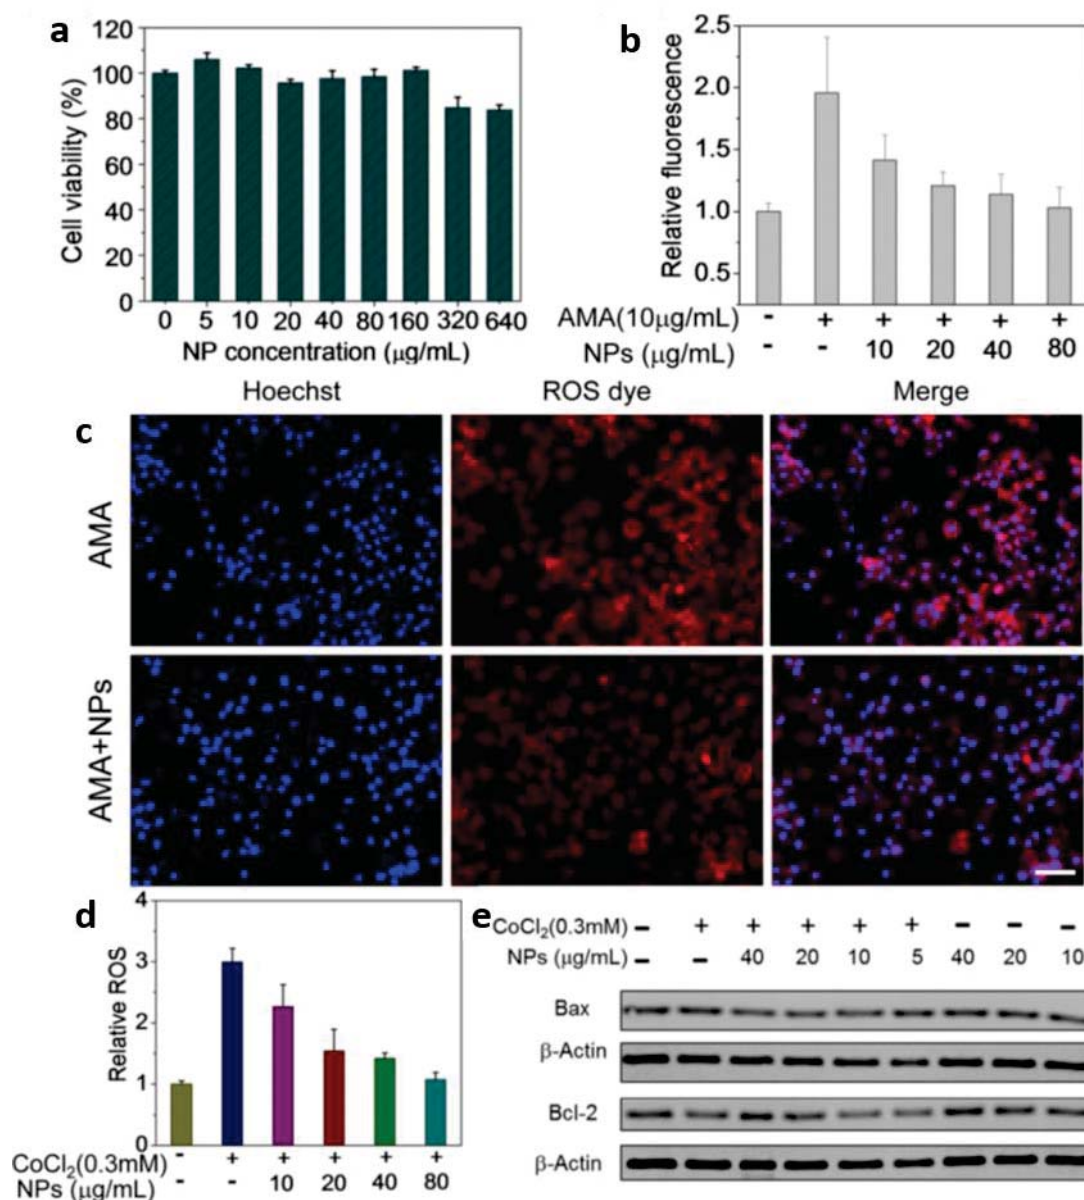 a
120
100
80
60
40
20
0
Cell viability (%)
0 5 10 20 40 80 160 320 640
NP concentration (μg/mL)
b
2.5
2.0
1.5
1.0
0.5
Relative fluorescence
AMA(10μg/mL) - + + + + +
NPs (μg/mL) - - 10 20 40 80
c
Hoechst ROS dye Merge
AMA
AMA+NPs
d
4
3
2
1
0
Relative ROS
CoCl₂(0.3mM) - + + + + +
NPs (μg/mL) - - 10 20 40 80
e
CoCl₂(0.3mM) - + + + + + - - -
NPs (μg/mL) - - 40 20 10 5 40 20 10
Bax
β-Actin
Bcl-2
β-Actin